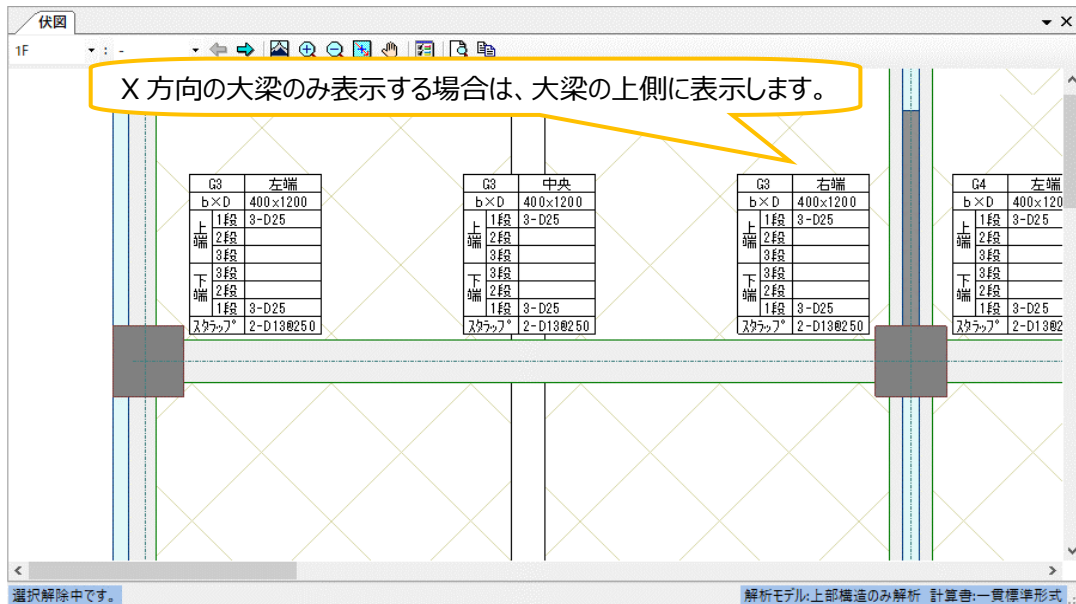 伏図
1F : -
X 方向の大梁のみ表示する場合は、大梁の上側に表示します。
G3 左端
b×D 400×1200
上端 1段 3-D25
2段
3段
下端 3段
2段
1段 3-D25
スタラップ 2-D13@250
G3 中央
b×D 400×1200
上端 1段 3-D25
2段
3段
下端 3段
2段
1段 3-D25
スタラップ 2-D13@250
G3 右端
b×D 400×1200
上端 1段 3-D25
2段
3段
下端 3段
2段
1段 3-D25
スタラップ 2-D13@250
G4 左端
b×D 400×120
上端 1段 3-D25
2段
3段
下端 3段
2段
1段 3-D25
スタラップ 2-D13@2
選択解除中です。
解析モデル:上部構造のみ解析 計算書:一貫標準形式